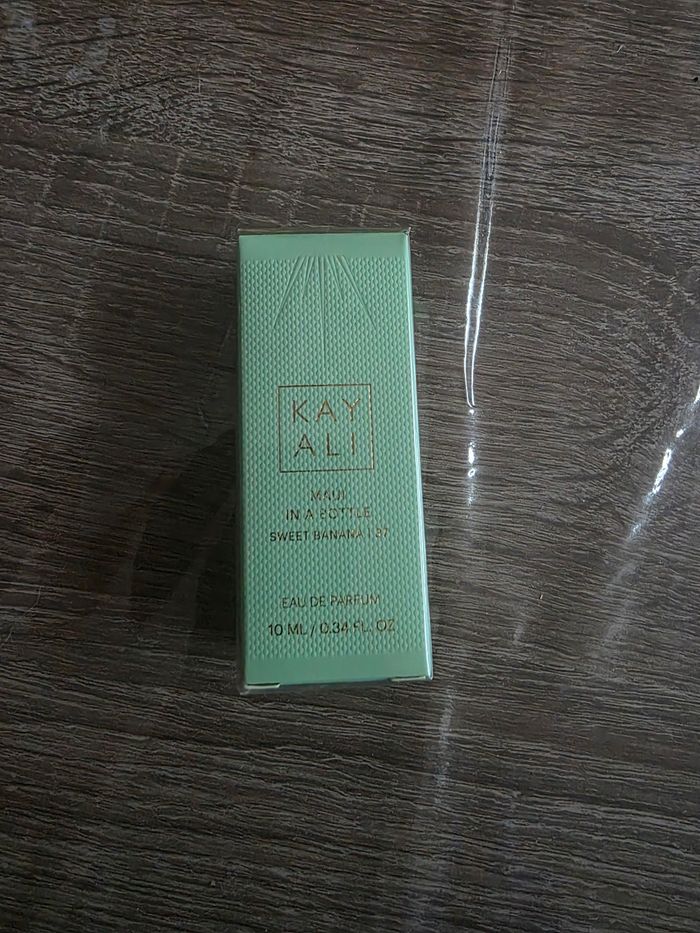 KAY
ALI
MAUI
IN A BOTTLE
SWEET BANANA | 37
EAU DE PARFUM
10 ML / 0.34 FL. OZ